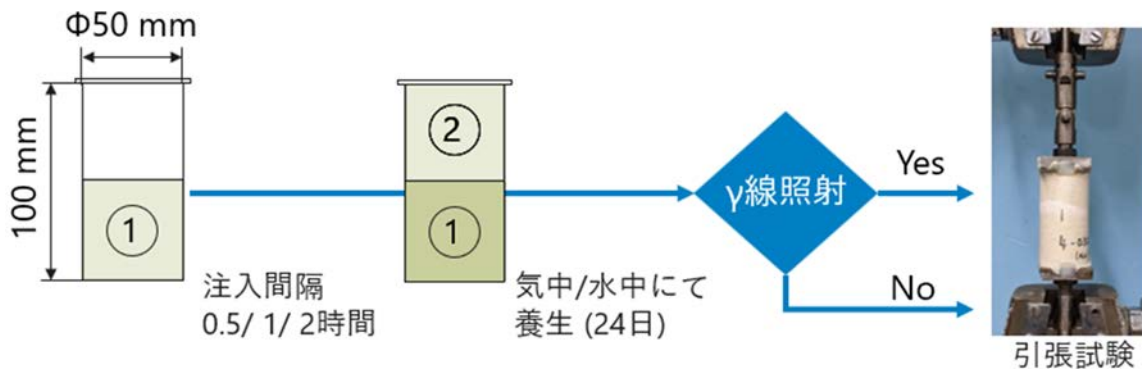 Φ50 mm
100 mm
①
注入間隔
0.5/ 1/ 2時間
②
①
気中/水中にて
養生 (24日)
γ線照射
Yes
No
引張試験